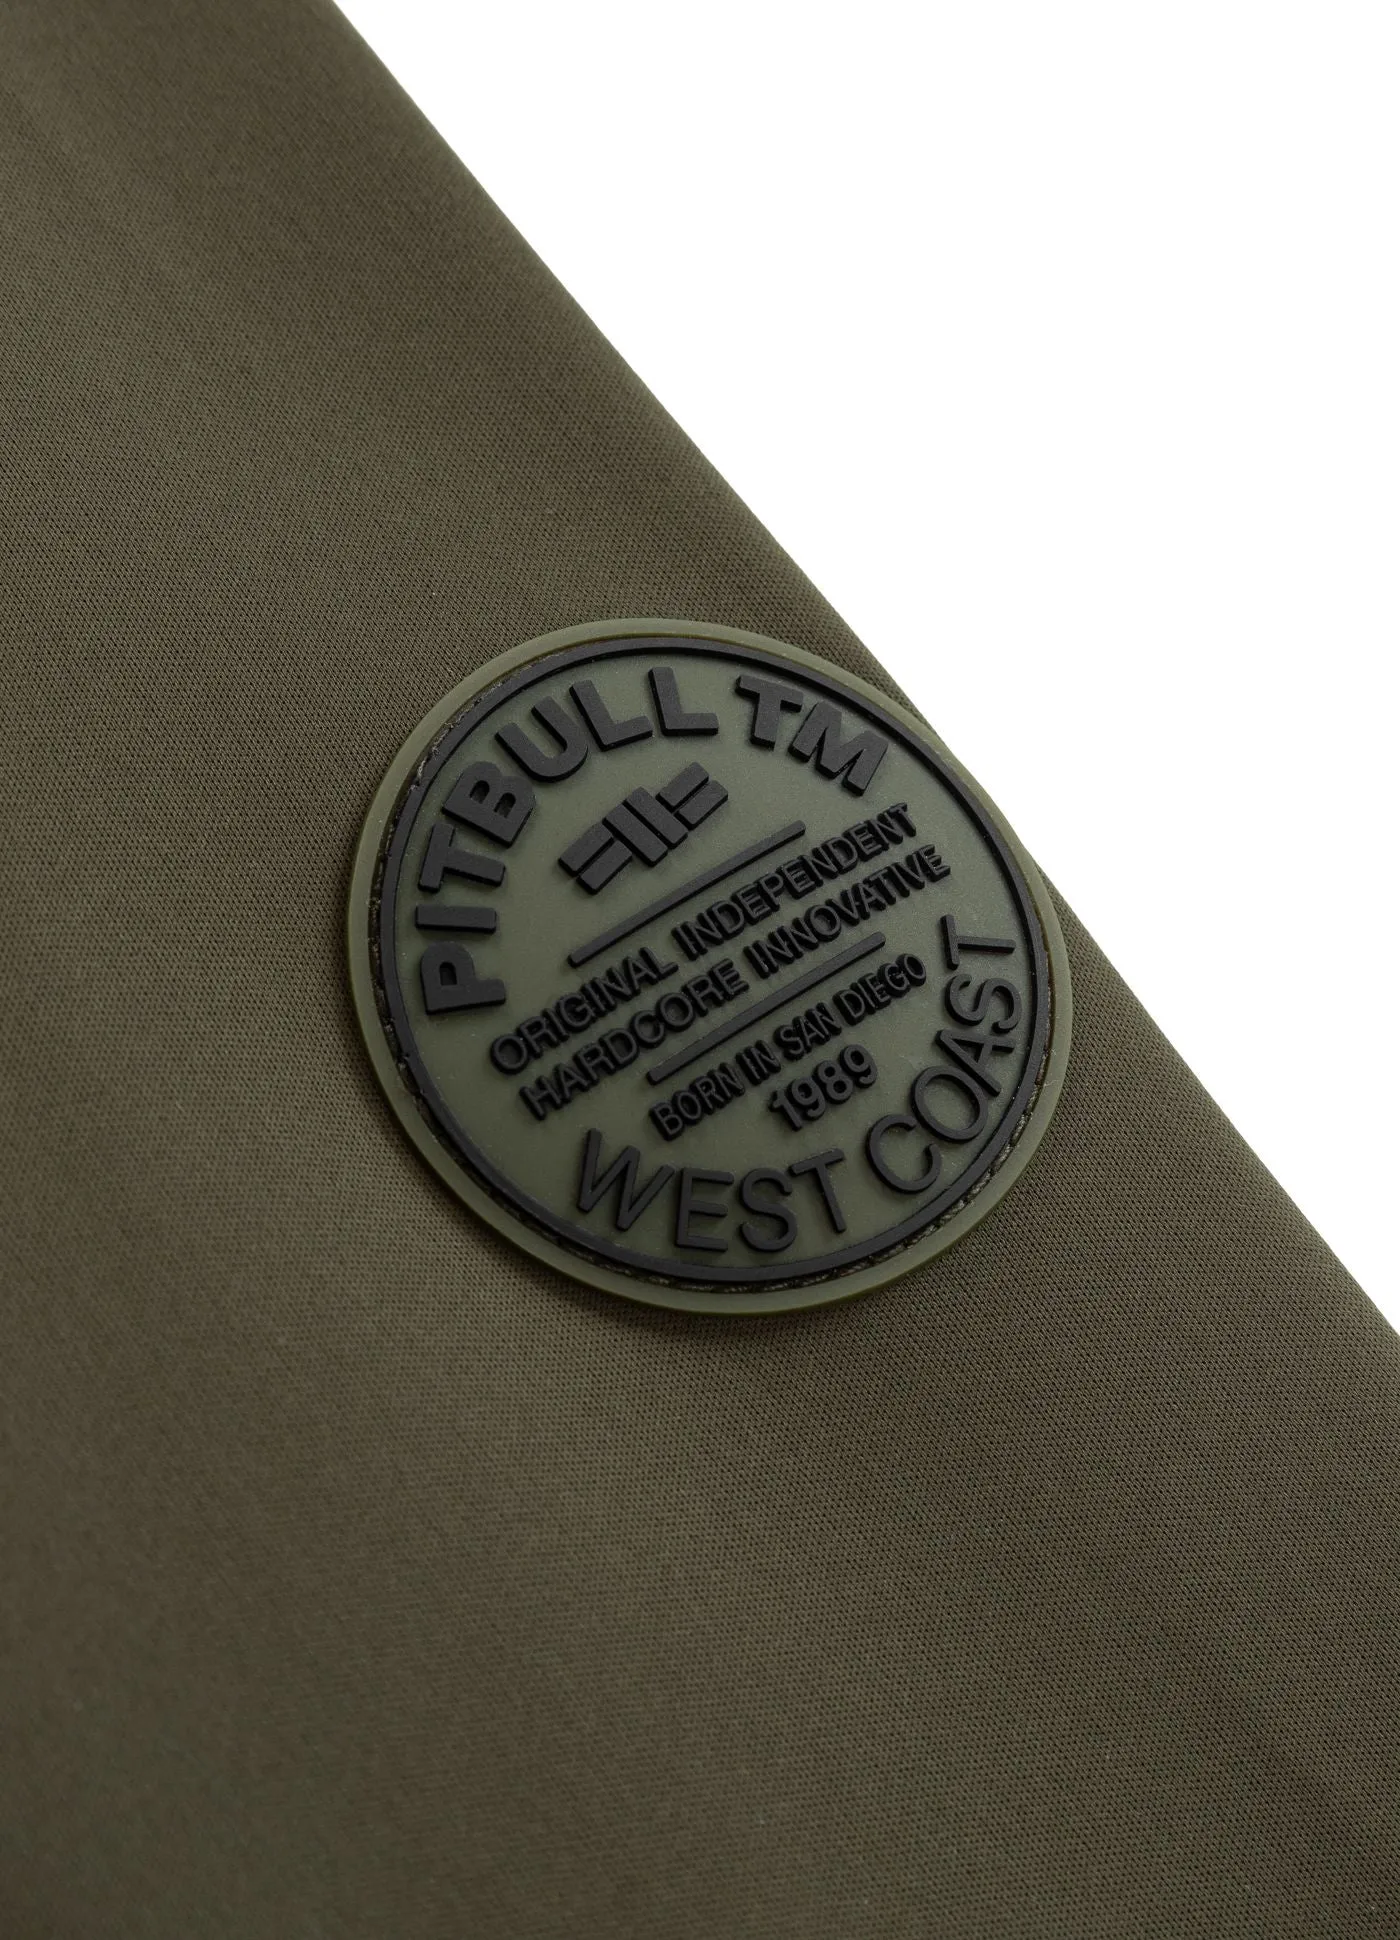 PITBULL TM
ORIGINAL INDEPENDENT
HARDCORE INNOVATIVE
BORN IN SAN DIEGO
1989
WEST COAST